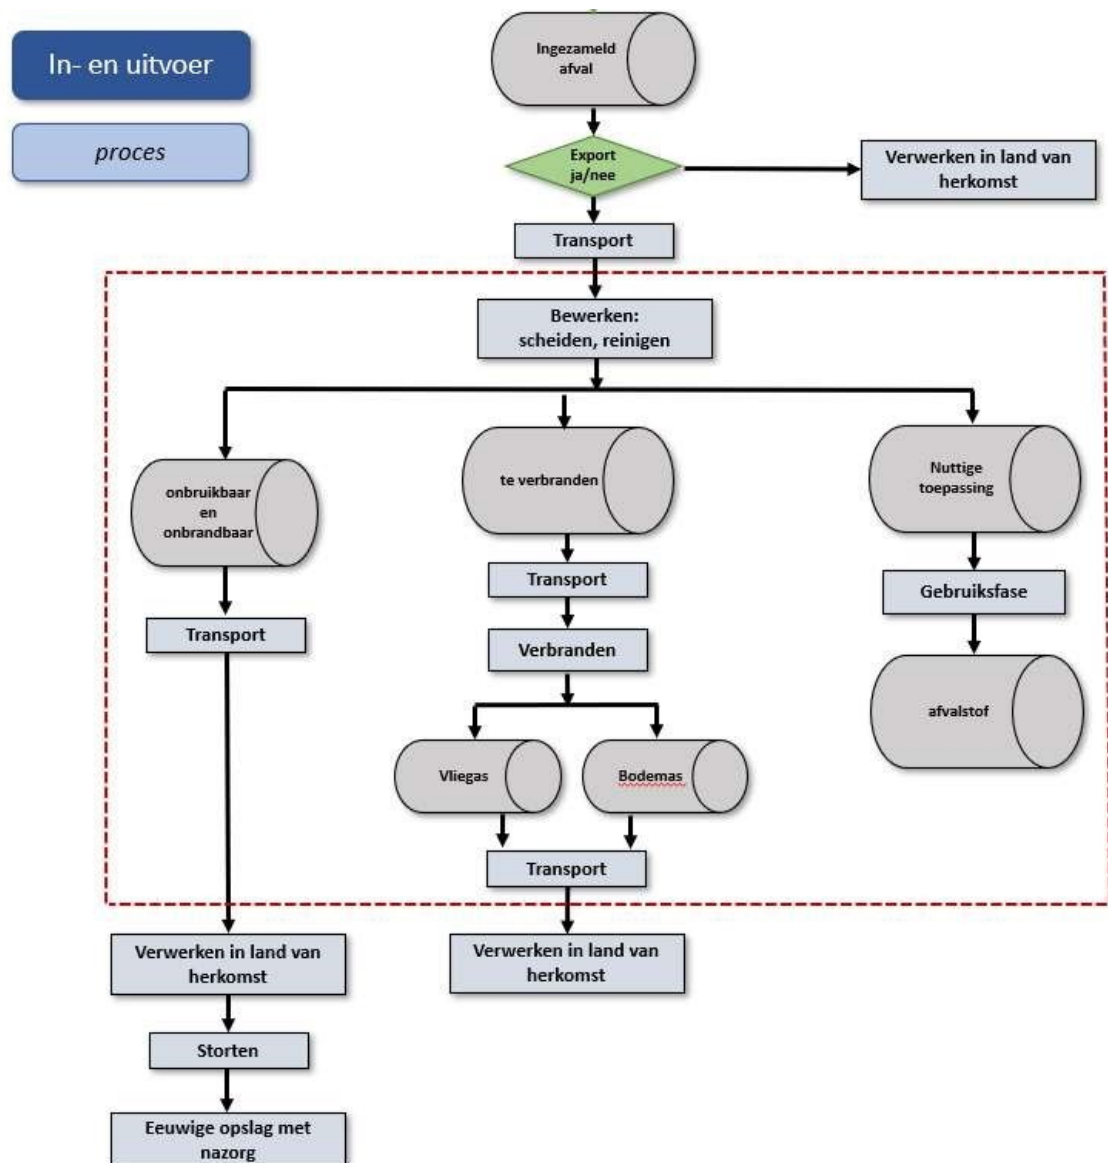 In- en uitvoer
proces
Ingezameld
afval
Export
ja/nee
Verwerken in land van
herkomst
Transport
Bewerken:
scheiden, reinigen
onbruikbaar
en
onbrandbaar
te verbranden
Nuttige
toepassing
Transport
Transport
Gebruiksfase
Verbranden
afvalstof
Vliegas
Bodemas
Transport
Verwerken in land van
herkomst
Verwerken in land van
herkomst
Storten
Eeuwige opslag met
nazorg